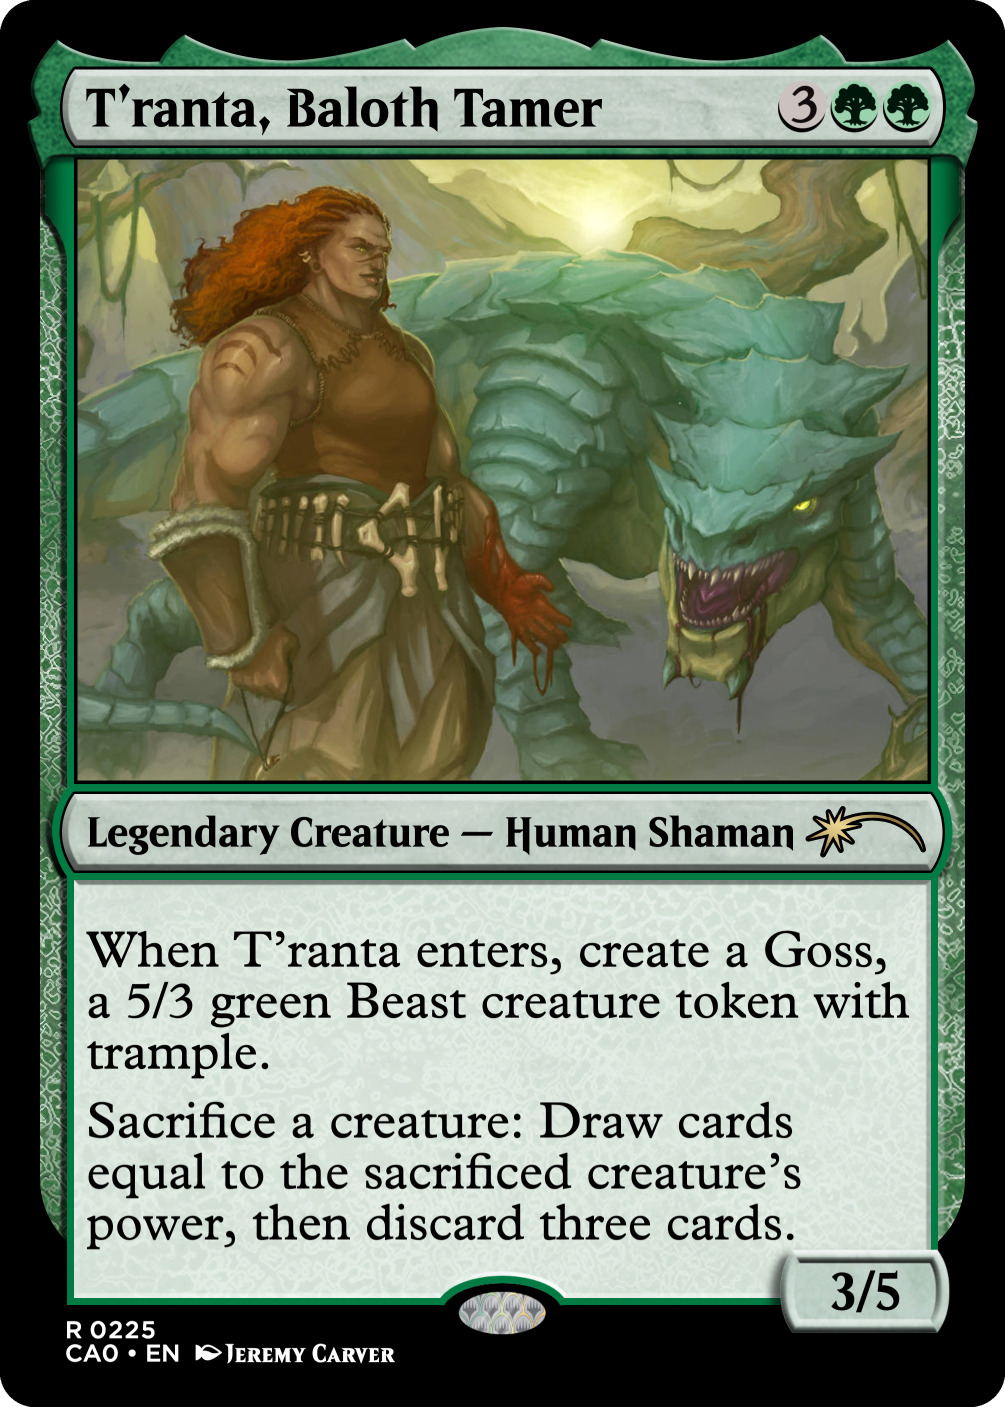 T'ranta, Baloth Tamer 3
Legendary Creature — Human Shaman
When T'ranta enters, create a Goss,
a 5/3 green Beast creature token with
trample.
Sacrifice a creature: Draw cards
equal to the sacrificed creature's
power, then discard three cards.
3/5
R 0225
CAO • EN JEREMY CARVER